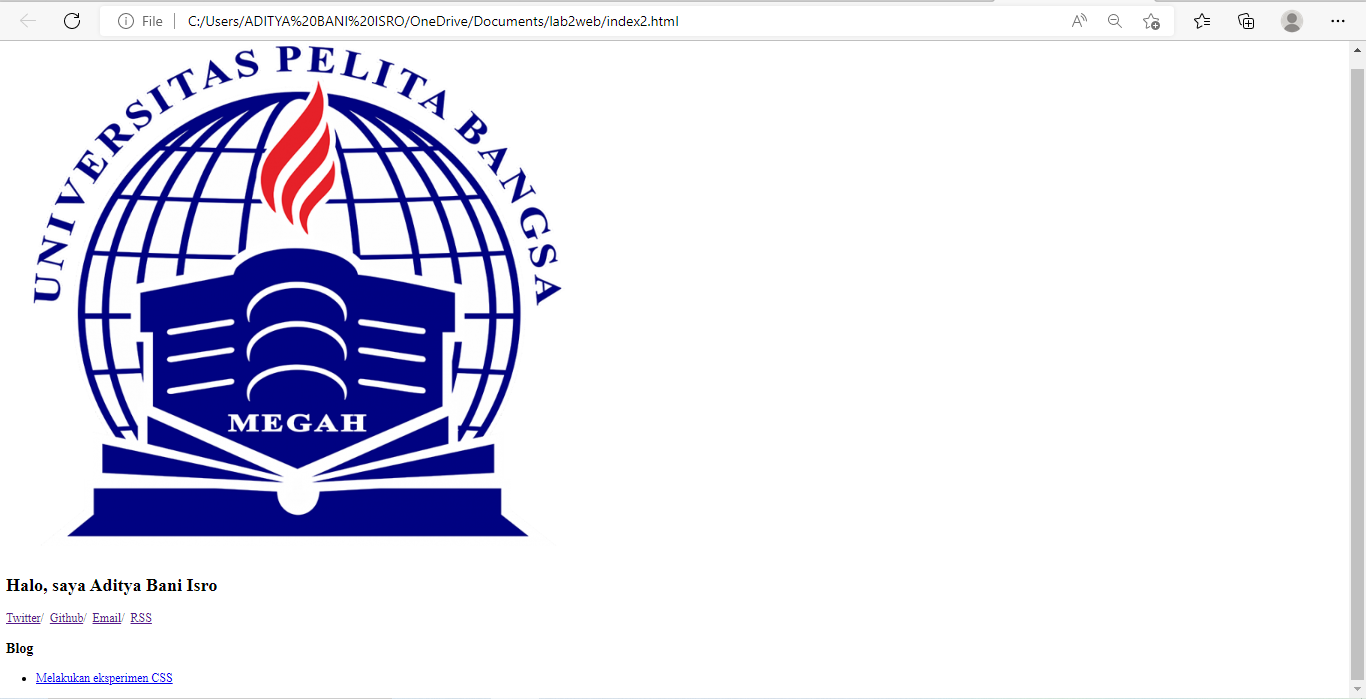 File
C:/Users/ADITYA%20BANI%20ISRO/OneDrive/Documents/lab2web/index2.html
UNIVERSITAS PELITA BANGSA
MEGAH
Halo, saya Aditya Bani Isro
Twitter/ Github/ Email/ RSS
Blog
• Melakukan eksperimen CSS